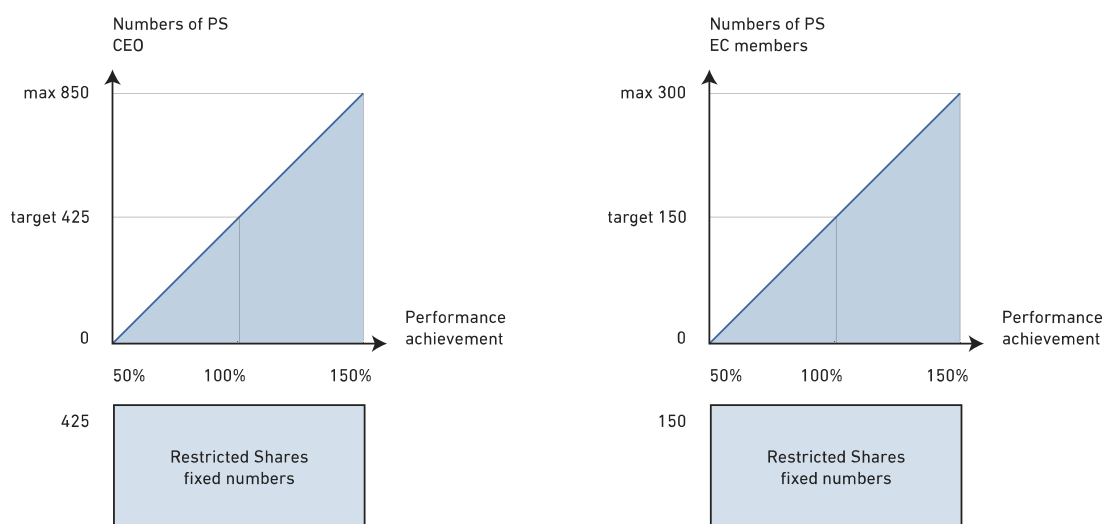 Numbers of PS
CEO
max 850
target 425
0
Performance
achievement
50% 100% 150%
425
Restricted Shares
fixed numbers
Numbers of PS
EC members
max 300
target 150
0
Performance
achievement
50% 100% 150%
150
Restricted Shares
fixed numbers